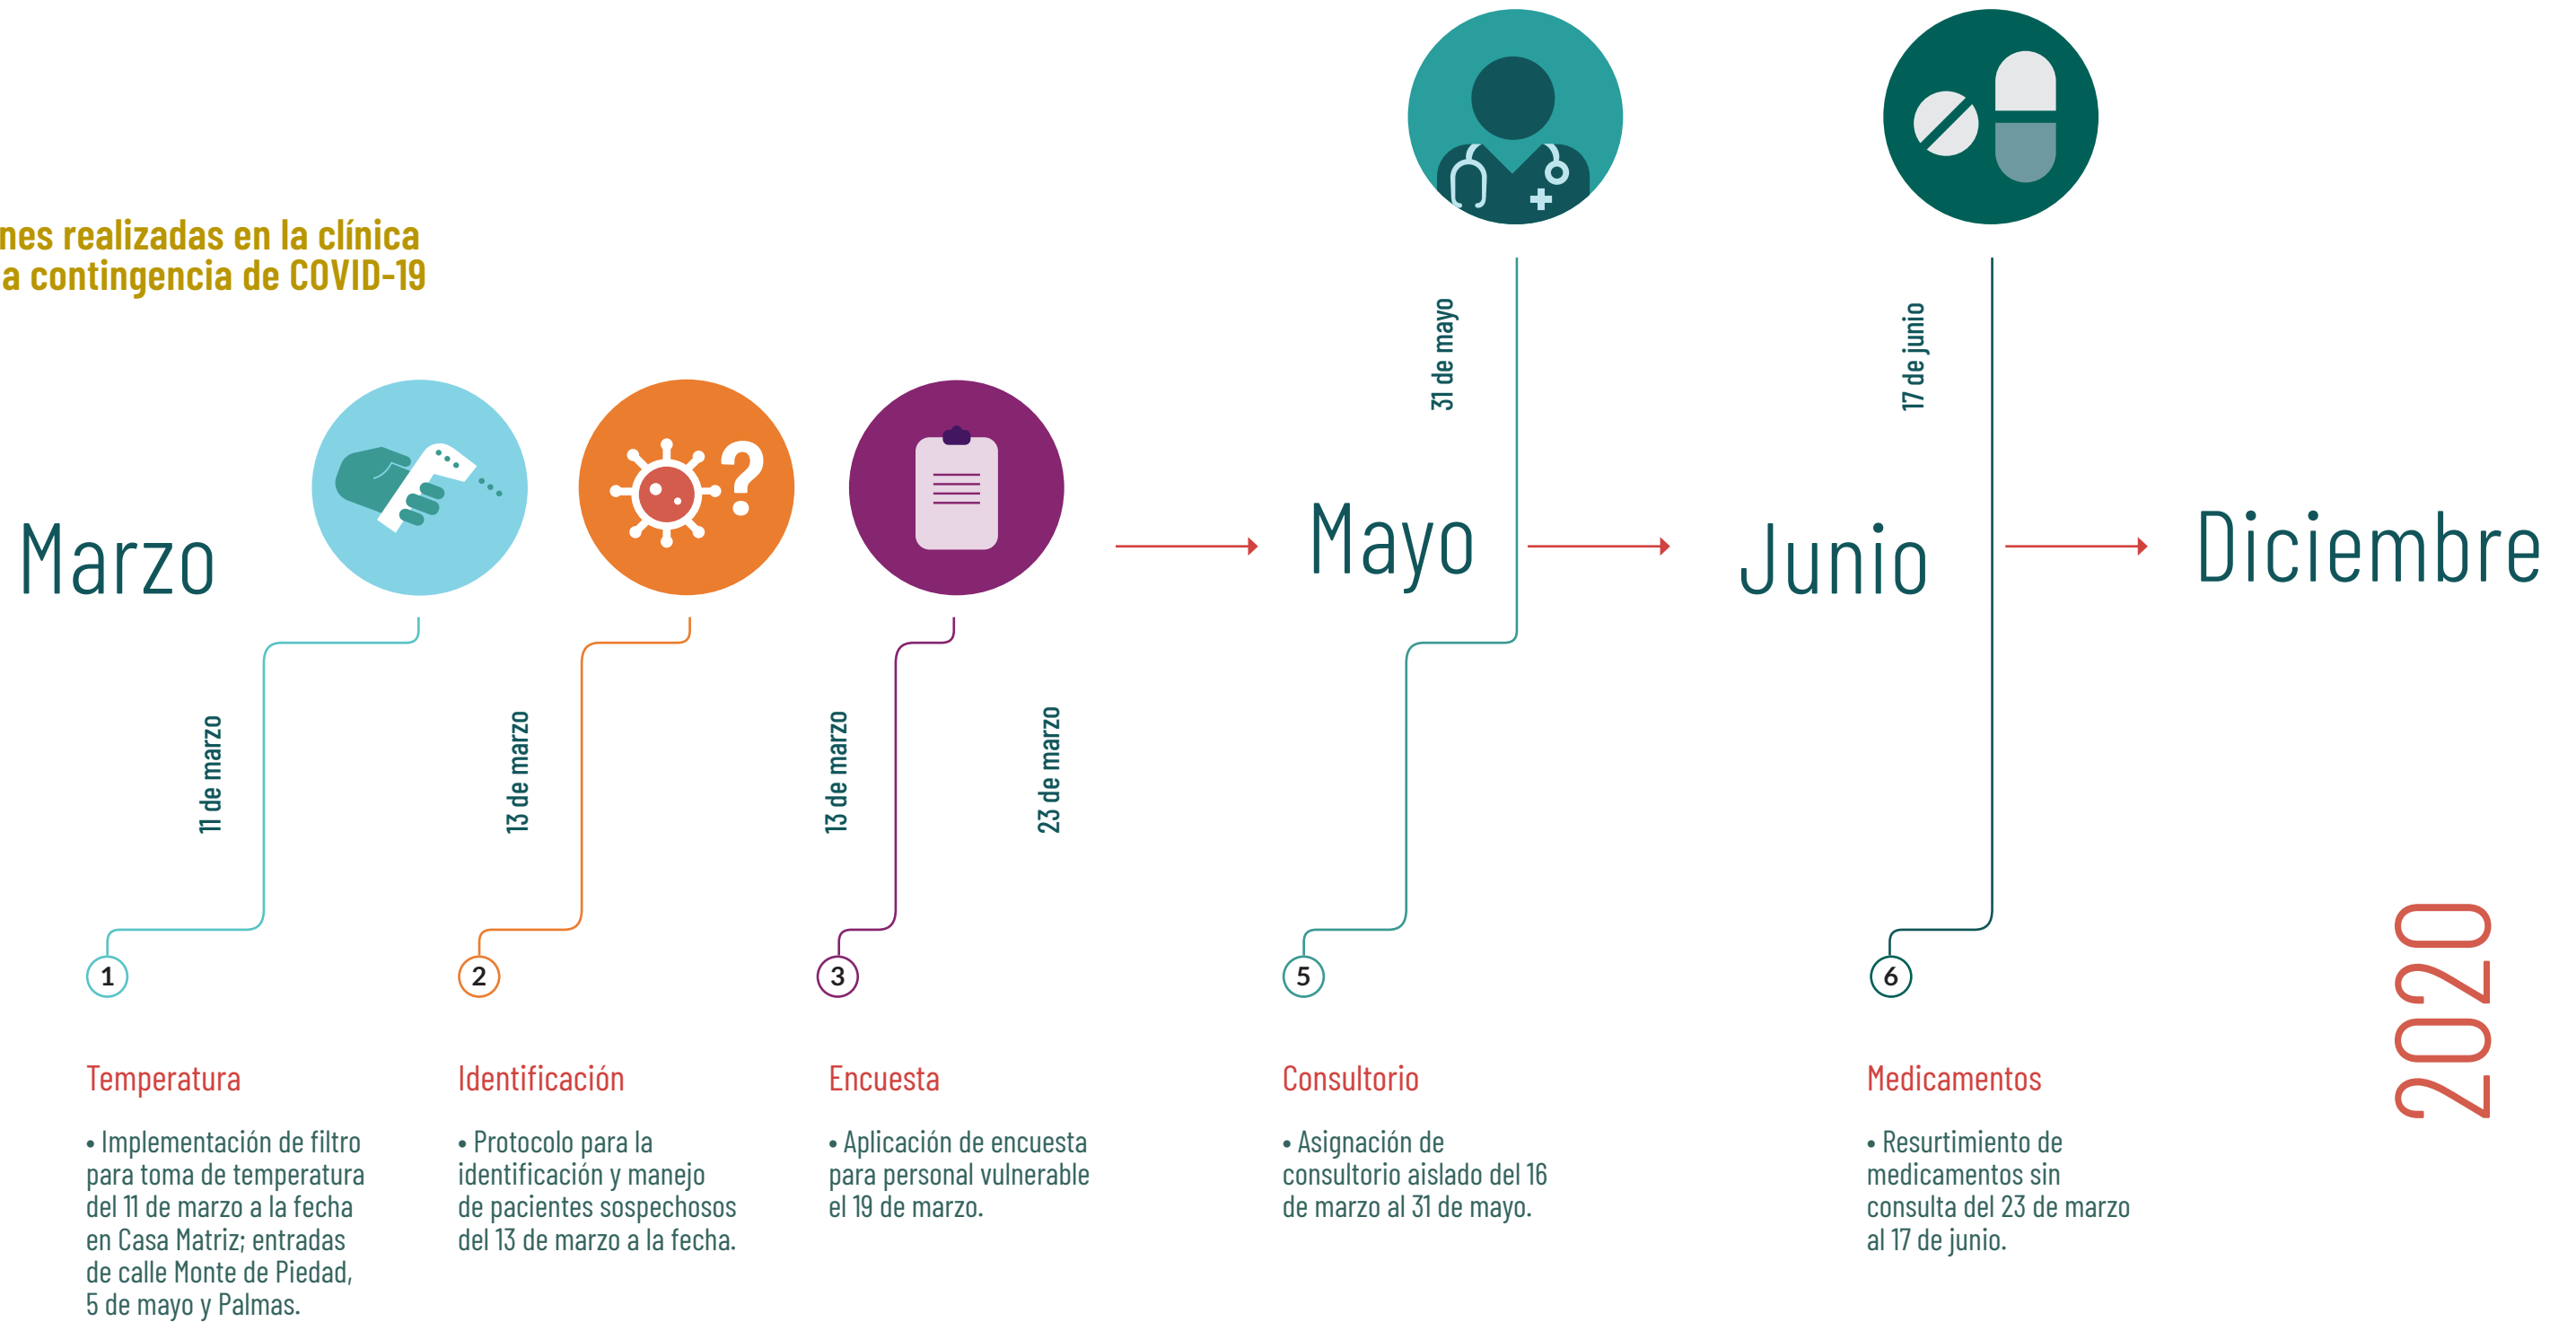 nes realizadas en la clínica
a contingencia de COVID-19
Marzo
Mayo
Junio
Diciembre
31 de mayo
17 de junio
11 de marzo
13 de marzo
13 de marzo
23 de marzo
2020
1
Temperatura
• Implementación de filtro
para toma de temperatura
del 11 de marzo a la fecha
en Casa Matriz; entradas
de calle Monte de Piedad,
5 de mayo y Palmas.
2
Identificación
• Protocolo para la
identificación y manejo
de pacientes sospechosos
del 13 de marzo a la fecha.
3
Encuesta
• Aplicación de encuesta
para personal vulnerable
el 19 de marzo.
5
Consultorio
• Asignación de
consultorio aislado del 16
de marzo al 31 de mayo.
6
Medicamentos
• Resurtimiento de
medicamentos sin
consulta del 23 de marzo
al 17 de junio.